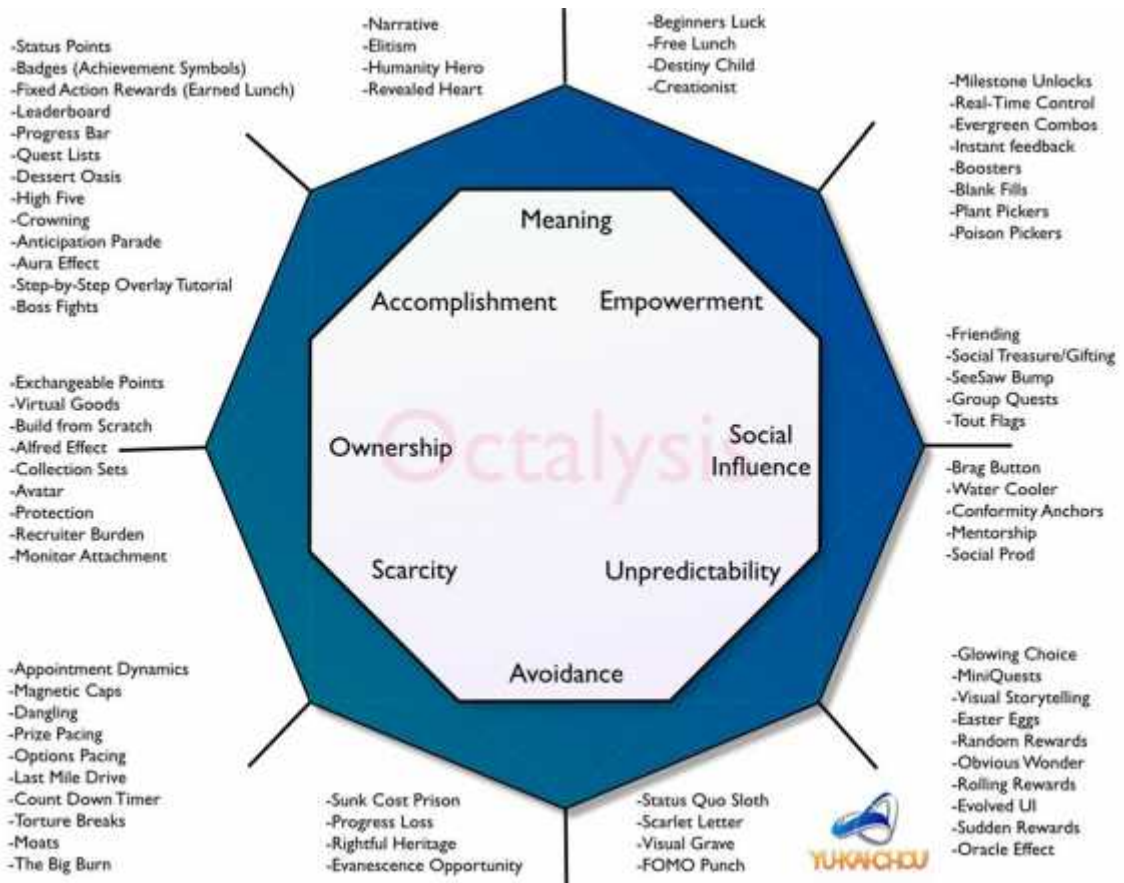 -Narrative
-Elitism
-Humanity Hero
-Revealed Heart
-Beginners Luck
-Free Lunch
-Destiny Child
-Creationist
-Status Points
-Badges (Achievement Symbols)
-Fixed Action Rewards (Earned Lunch)
-Leaderboard
-Progress Bar
-Quest Lists
-Dessert Oasis
-High Five
-Crowning
-Anticipation Parade
-Aura Effect
-Step-by-Step Overlay Tutorial
-Boss Fights
-Milestone Unlocks
-Real-Time Control
-Evergreen Combos
-Instant feedback
-Boosters
-Blank Fills
-Plant Pickers
-Poison Pickers
Meaning
Accomplishment
Empowerment
Ownership
Octalysis
Social
Influence
Scarcity
Unpredictability
Avoidance
-Exchangeable Points
-Virtual Goods
-Build from Scratch
-Alfred Effect
-Collection Sets
-Avatar
-Protection
-Recruiter Burden
-Monitor Attachment
-Friending
-Social Treasure/Gifting
-SeeSaw Bump
-Group Quests
-Tout Flags
-Brag Button
-Water Cooler
-Conformity Anchors
-Mentorship
-Social Prod
-Appointment Dynamics
-Magnetic Caps
-Dangling
-Prize Pacing
-Options Pacing
-Last Mile Drive
-Count Down Timer
-Torture Breaks
-Moats
-The Big Burn
-Sunk Cost Prison
-Progress Loss
-Rightful Heritage
-Evanescence Opportunity
-Status Quo Sloth
-Scarlet Letter
-Visual Grave
-FOMO Punch
-Glowing Choice
-MiniQuests
-Visual Storytelling
-Easter Eggs
-Random Rewards
-Obvious Wonder
-Rolling Rewards
-Evolved UI
-Sudden Rewards
-Oracle Effect
YU-KAI CHOU